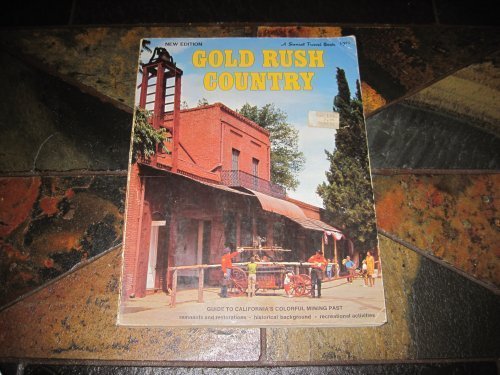 NEW EDITION
A Sunset Travel Book
GOLD RUSH
COUNTRY
GUIDE TO CALIFORNIA'S COLORFUL MINING PAST
remnants and restorations • historical background • recreational activities